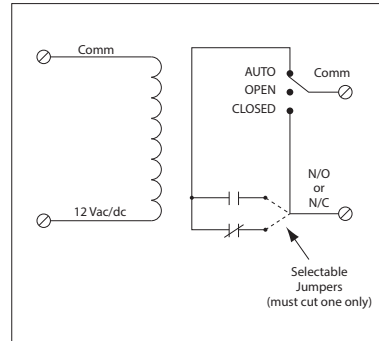 Comm
12 Vac/dc
AUTO
OPEN
CLOSED
Comm
N/O
or
N/C
Selectable
Jumpers
(must cut one only)